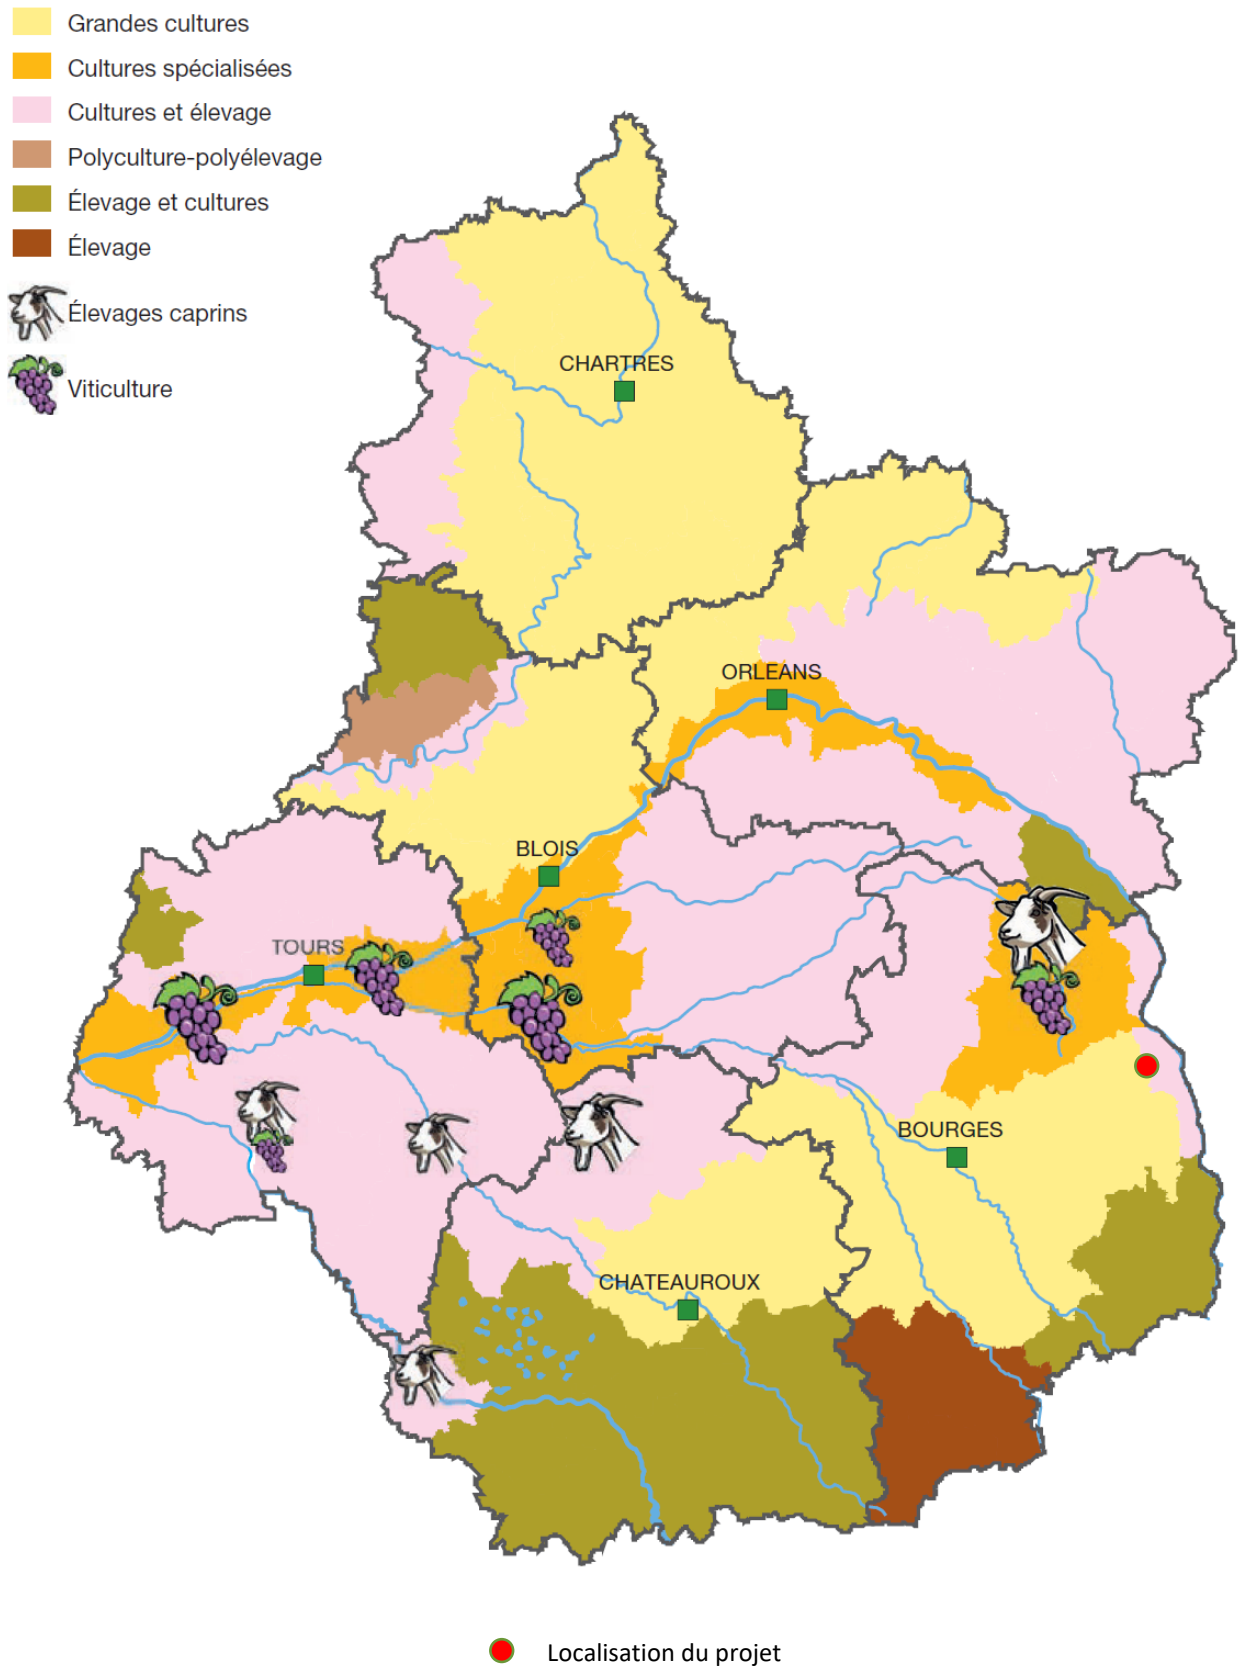 Grandes cultures
Cultures spécialisées
Cultures et élevage
Polyculture-polyélevage
Élevage et cultures
Élevage
Élevages caprins
Viticulture
CHARTRES
ORLEANS
BLOIS
TOURS
BOURGES
CHATEAUROUX
Localisation du projet